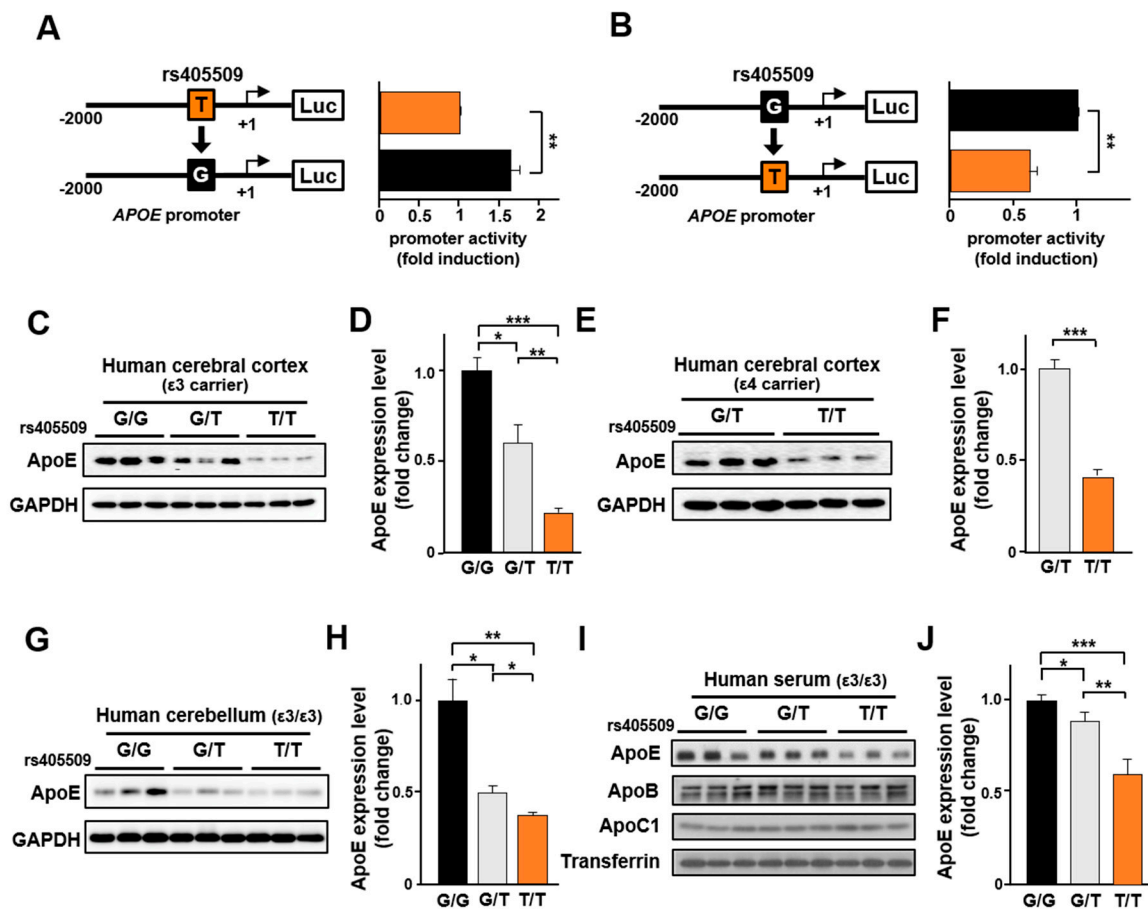 A
rs405509
T
Luc
-2000
+1
G
Luc
-2000
+1
APOE promoter
**
0 0.5 1 1.5 2
promoter activity
(fold induction)
B
rs405509
G
Luc
-2000
+1
T
Luc
-2000
+1
APOE promoter
**
0 0.5 1
promoter activity
(fold induction)
C
Human cerebral cortex
(ε3 carrier)
G/G G/T T/T
rs405509
ApoE
GAPDH
D
ApoE expression level
(fold change)
***
* **
1.0
0.5
0
G/G G/T T/T
E
Human cerebral cortex
(ε4 carrier)
G/T T/T
rs405509
ApoE
GAPDH
F
ApoE expression level
(fold change)
***
1.0
0.5
0
G/T T/T
G
Human cerebellum (ε3/ε3)
G/G G/T T/T
rs405509
ApoE
GAPDH
H
ApoE expression level
(fold change)
**
* *
1.0
0.5
0
G/G G/T T/T
I
Human serum (ε3/ε3)
G/G G/T T/T
rs405509
ApoE
ApoB
ApoC1
Transferrin
J
ApoE expression level
(fold change)
***
* **
1.0
0.5
0
G/G G/T T/T